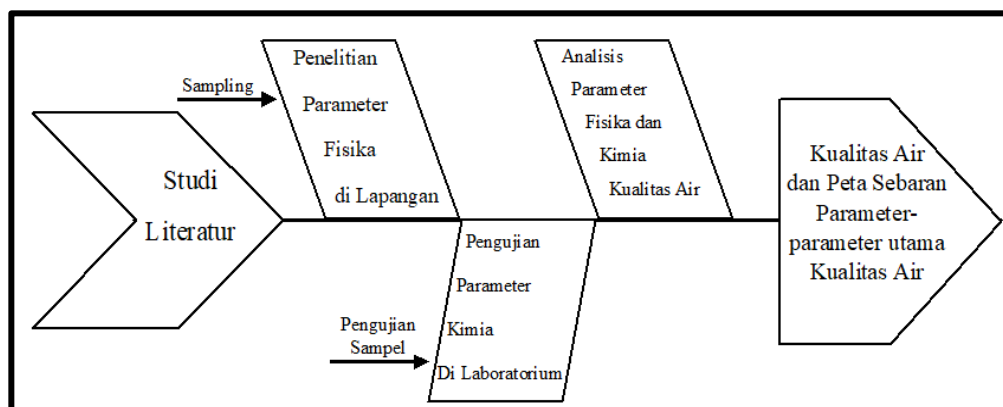 Studi
Literatur
Sampling
Penelitian
Parameter
Fisika
di Lapangan
Pengujian
Sampel
Pengujian
Parameter
Kimia
Di Laboratorium
Analisis
Parameter
Fisika dan
Kimia
Kualitas Air
Kualitas Air
dan Peta Sebaran
Parameter-
parameter utama
Kualitas Air